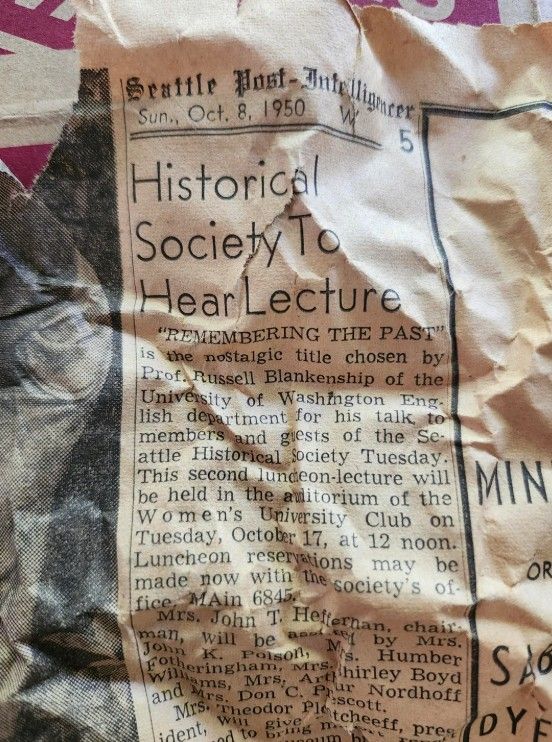 Seattle Post-Intelligencer
Sun., Oct. 8, 1950 W
5
Historical
Society To
Hear Lecture
"REMEMBERING THE PAST"
is the nostalgic title chosen by
Prof. Russell Blankenship of the
University of Washington Eng-
lish department for his talk to
members and guests of the Se-
attle Historical Society Tuesday.
This second luncheon-lecture will
be held in the auditorium of the
Women's University Club on
Tuesday, October 17, at 12 noon.
Luncheon reservations may be
made now with the society's of-
fice, MAin 6845.
Mrs. John T. Heffernan, chair-
man, will be assisted by Mrs.
John K. Poison, Mrs. Humber
Fotheringham, Mrs. Shirley Boyd
Williams, Mrs. Arthur Nordhoff
and Mrs. Don C. Prescott.
Mrs. Theodor Plestcheeff, pres
ident, will give
to bring
MIN
OR
SA
DYE